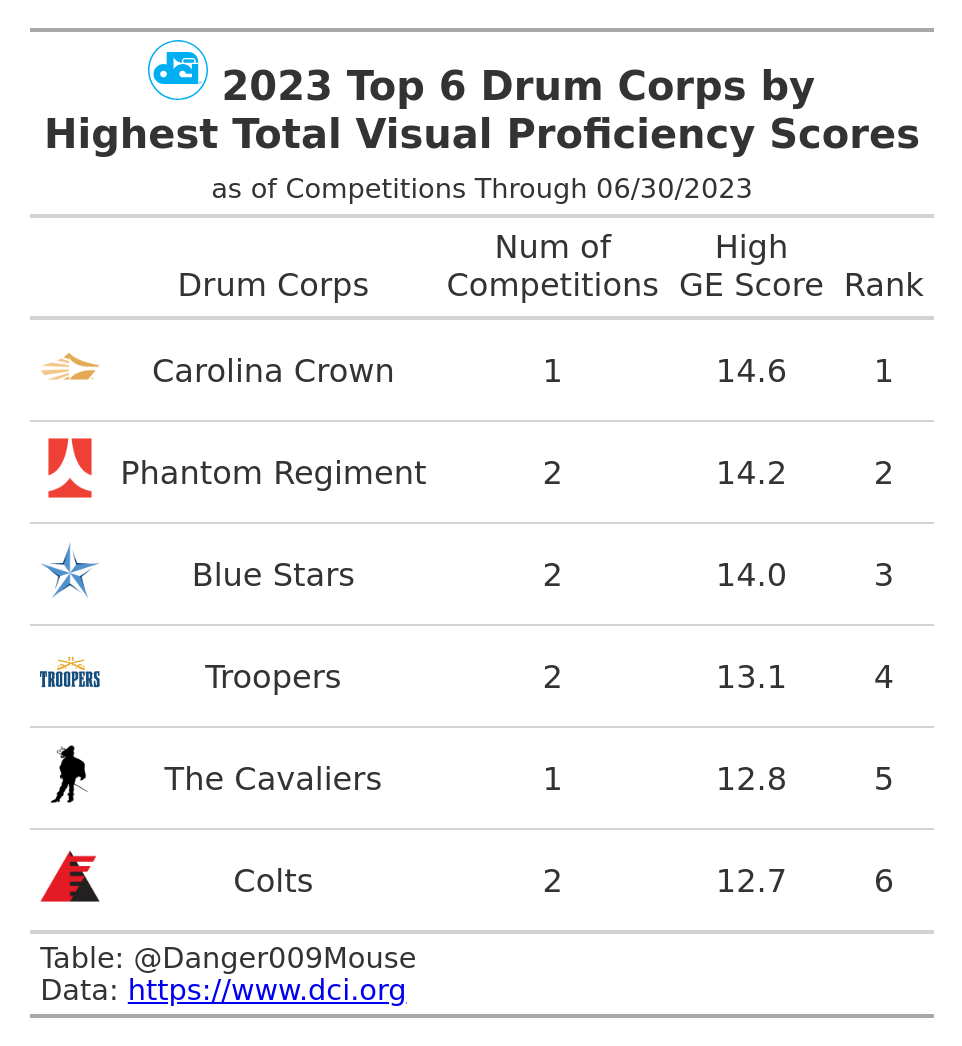 dci
2023 Top 6 Drum Corps by
Highest Total Visual Proficiency Scores
as of Competitions Through 06/30/2023
Drum Corps Num of Competitions High GE Score Rank
Carolina Crown 1 14.6 1
Phantom Regiment 2 14.2 2
Blue Stars 2 14.0 3
TROOPERS Troopers 2 13.1 4
The Cavaliers 1 12.8 5
Colts 2 12.7 6
Table: @Danger009Mouse
Data: https://www.dci.org